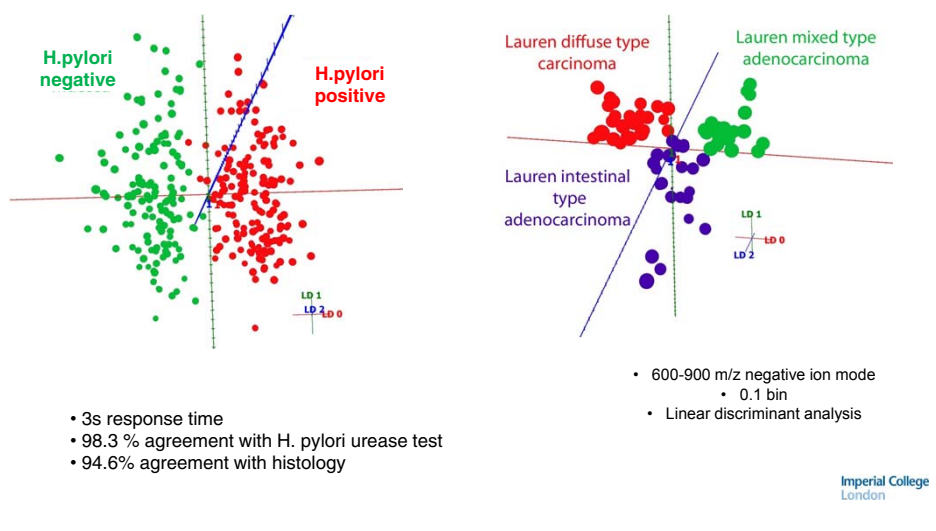 H.pylori
negative
H.pylori
positive
1
1
LD 1
LD 2
LD 0
• 3s response time
• 98.3 % agreement with H. pylori urease test
• 94.6% agreement with histology
Lauren diffuse type
carcinoma
Lauren mixed type
adenocarcinoma
Lauren intestinal
type
adenocarcinoma
1
LD 1
LD 0
LD 2
• 600-900 m/z negative ion mode
• 0.1 bin
• Linear discriminant analysis
Imperial College
London